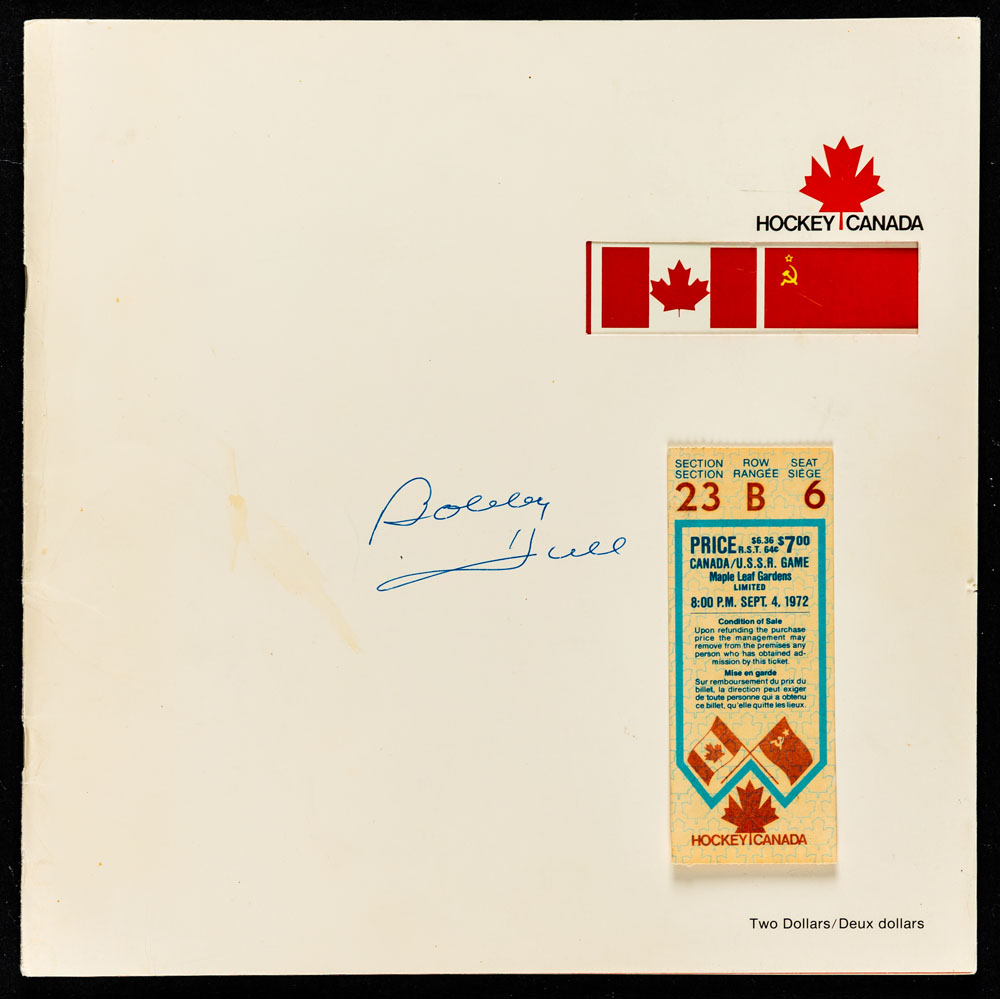 HOCKEY CANADA
Bobby
Hull
SECTION ROW SEAT
SECTION RANGÉE SIÈGE
23 B 6
PRICE $6.36 $7.00
R.S.T. 64¢
CANADA/U.S.S.R. GAME
Maple Leaf Gardens
LIMITED
8:00 P.M. SEPT. 4, 1972
Condition of Sale
Upon refunding the purchase
price the management may
remove from the premises any
person who has obtained ad-
mission by this ticket.
Mise en garde
Sur remboursement du prix du
billet, la direction peut exiger
de toute personne qui a obtenu
ce billet, qu'elle quitte les lieux.
HOCKEY CANADA
Two Dollars/Deux dollars